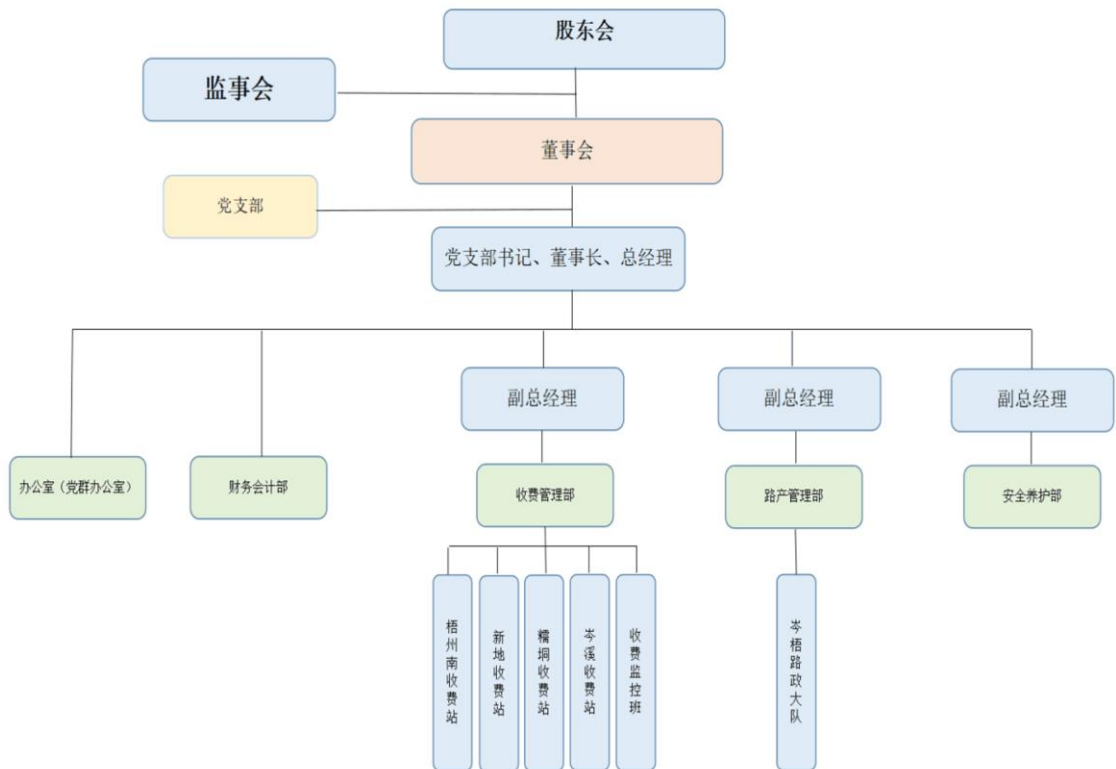 股东会
监事会
董事会
党支部
党支部书记、董事长、总经理
副总经理
副总经理
副总经理
办公室（党群办公室）
财务会计部
收费管理部
路产管理部
安全养护部
梧州南收费站
新地收费站
糯垌收费站
岑溪收费站
收费监控班
岑梧路政大队